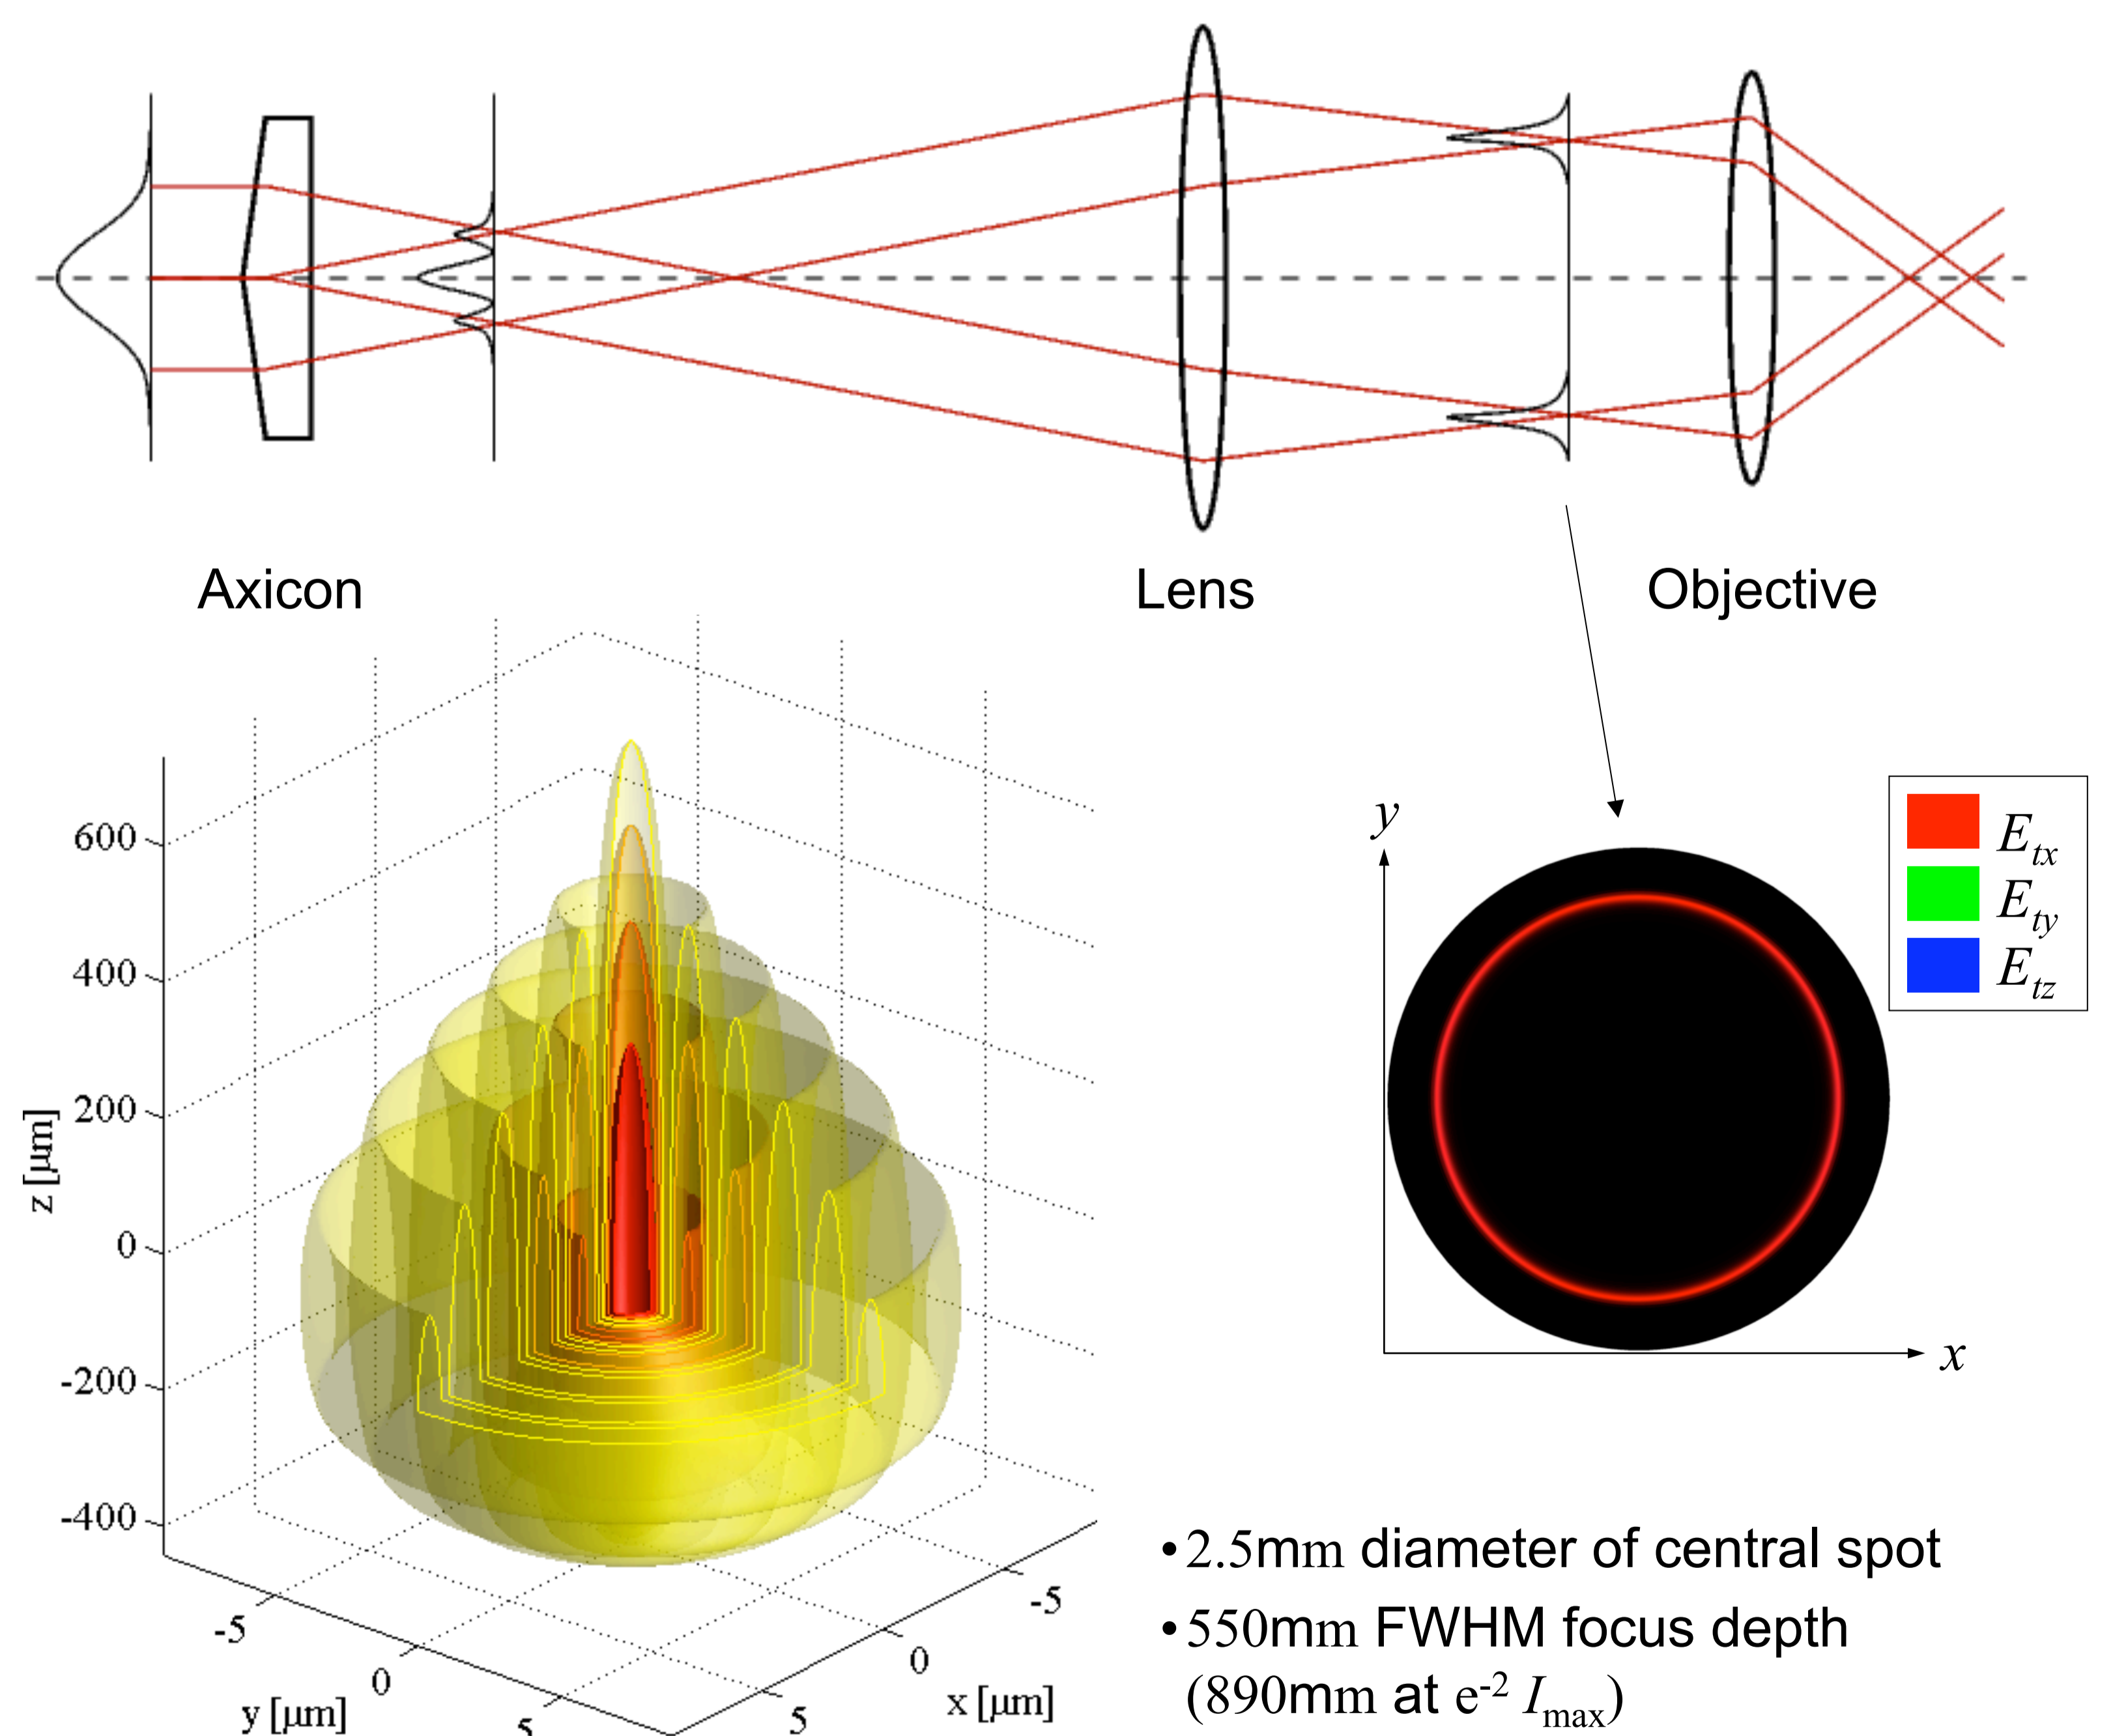 Axicon
Lens
Objective
600
400
200
0
-200
-400
z [µm]
-5
0
5
y [µm]
-5
0
5
x [µm]
y
x
E_tx
E_ty
E_tz
•2.5mm diameter of central spot
•550mm FWHM focus depth
(890mm at e^-2 I_max)